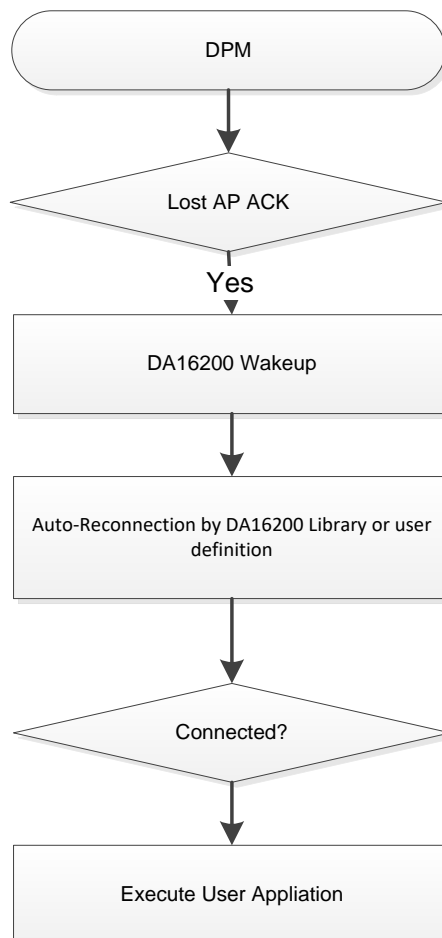 DPM
Lost AP ACK
Yes
DA16200 Wakeup
Auto-Reconnection by DA16200 Library or user
definition
Connected?
Execute User Appliation